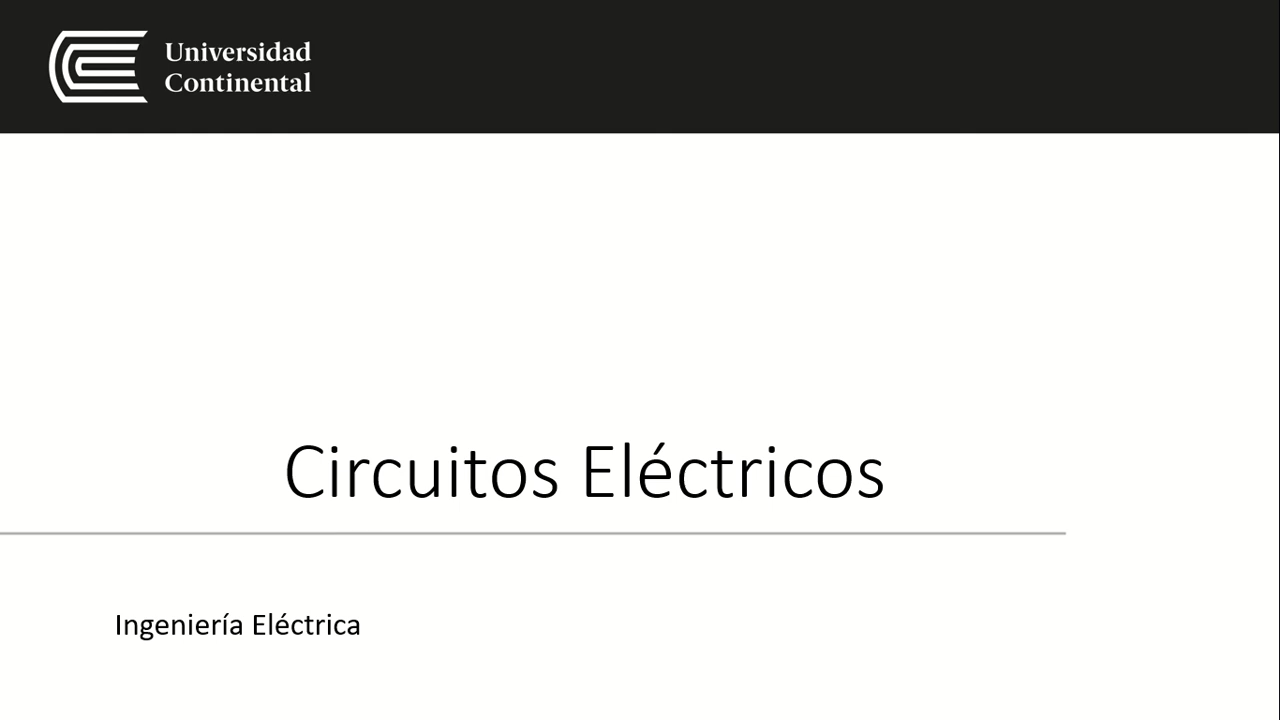 Universidad
Continental
Circuitos Eléctricos
Ingeniería Eléctrica